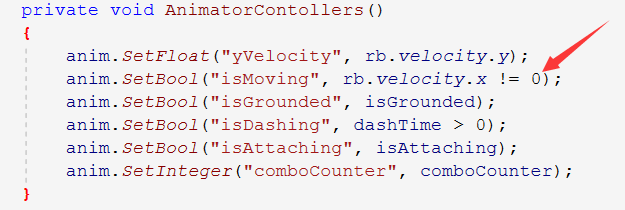 private void AnimatorContollers()
{
anim.SetFloat("yVelocity", rb.velocity.y);
anim.SetBool("isMoving", rb.velocity.x != 0);
anim.SetBool("isGrounded", isGrounded);
anim.SetBool("isDashing", dashTime > 0);
anim.SetBool("isAttaching", isAttaching);
anim.SetInteger("comboCounter", comboCounter);
}